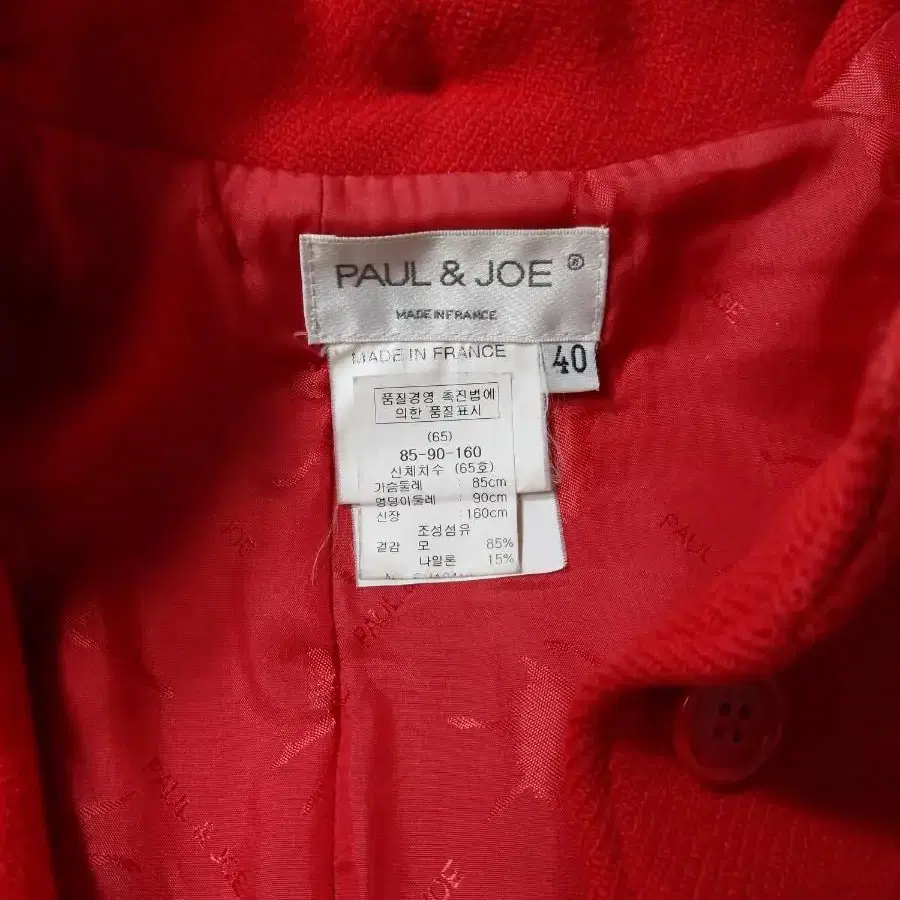 PAUL & JOE ®
MADE IN FRANCE
MADE IN FRANCE
40
품질경영 촉진법에
의한 품질표시
(65)
85-90-160
신체치수 (65호)
가슴둘레 : 85cm
엉덩이둘레 : 90cm
신장 : 160cm
조성섬유
겉감 모 85%
나일론 15%
JOE
PAUL
JOE
PAUL &
PAUL & JOE
& JOE